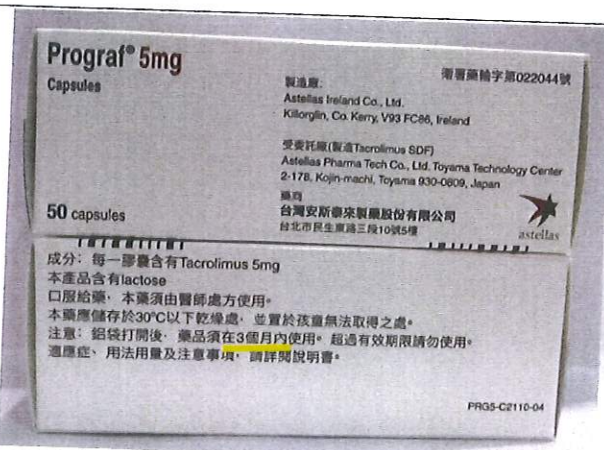 Prograf® 5mg
Capsules
衛署藥輸字第022044號
製造廠:
Astellas Ireland Co., Ltd.
Killorglin, Co. Kerry, V93 FC86, Ireland
受委託廠(製造Tacrolimus SDF)
Astellas Pharma Tech Co., Ltd. Toyama Technology Center
2-178, Kojin-machi, Toyama 930-0809, Japan
藥商
台灣安斯泰來製藥股份有限公司
台北市民生東路三段10號5樓
50 capsules
astellas
成分: 每一膠囊含有Tacrolimus 5mg
本產品含有lactose
口服給藥, 本藥須由醫師處方使用。
本藥應儲存於30°C以下乾燥處, 並置於孩童無法取得之處。
注意: 鋁袋打開後, 藥品須在3個月內使用。超過有效期限請勿使用。
適應症、用法用量及注意事項, 請詳閱說明書。
PRG5-C2110-04